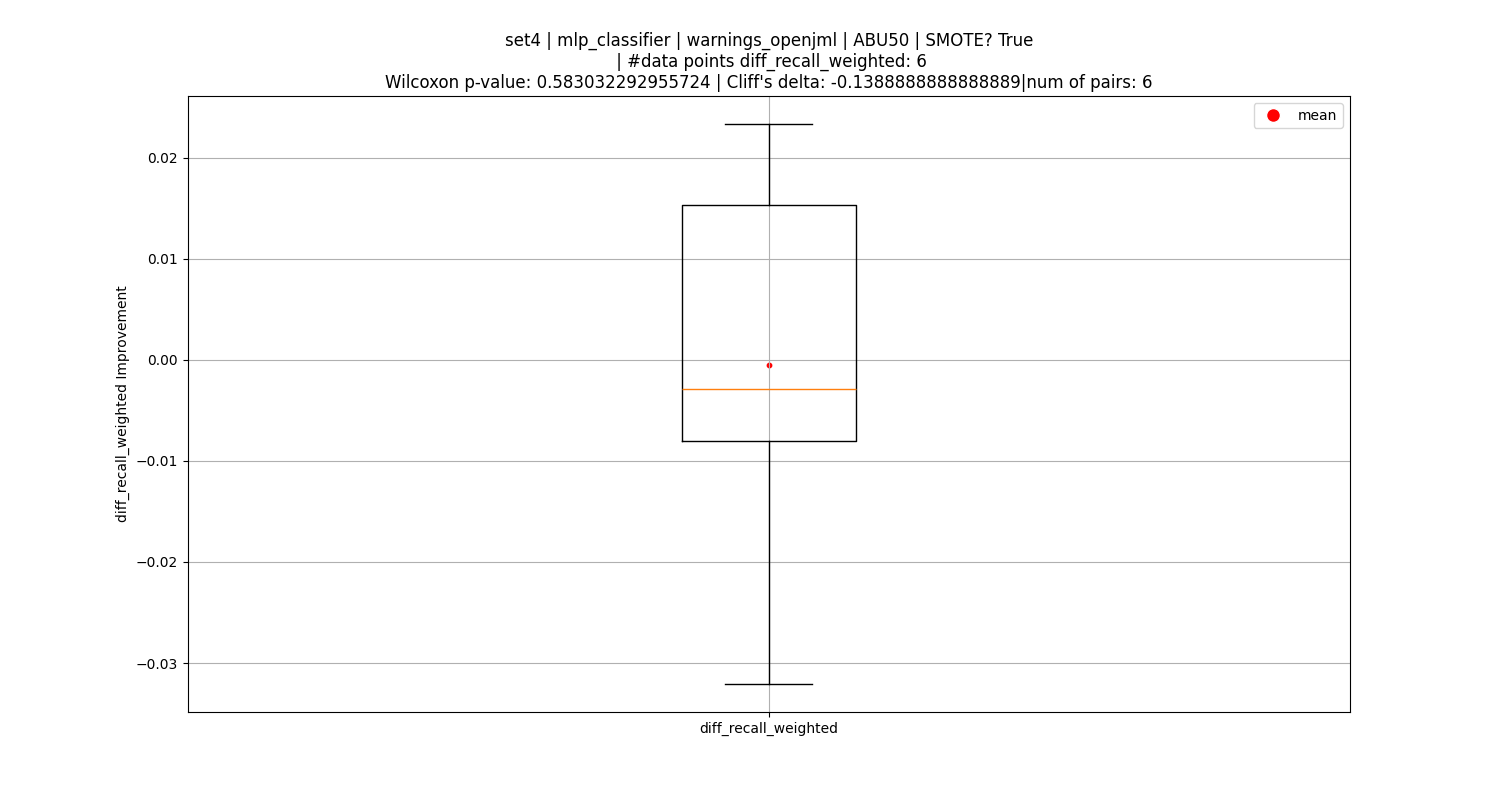 set4 | mlp_classifier | warnings_openjml | ABU50 | SMOTE? True
| #data points diff_recall_weighted: 6
Wilcoxon p-value: 0.583032292955724 | Cliff's delta: -0.1388888888888889|num of pairs: 6
mean
0.02
0.01
0.00
−0.01
−0.02
−0.03
diff_recall_weighted Improvement
diff_recall_weighted